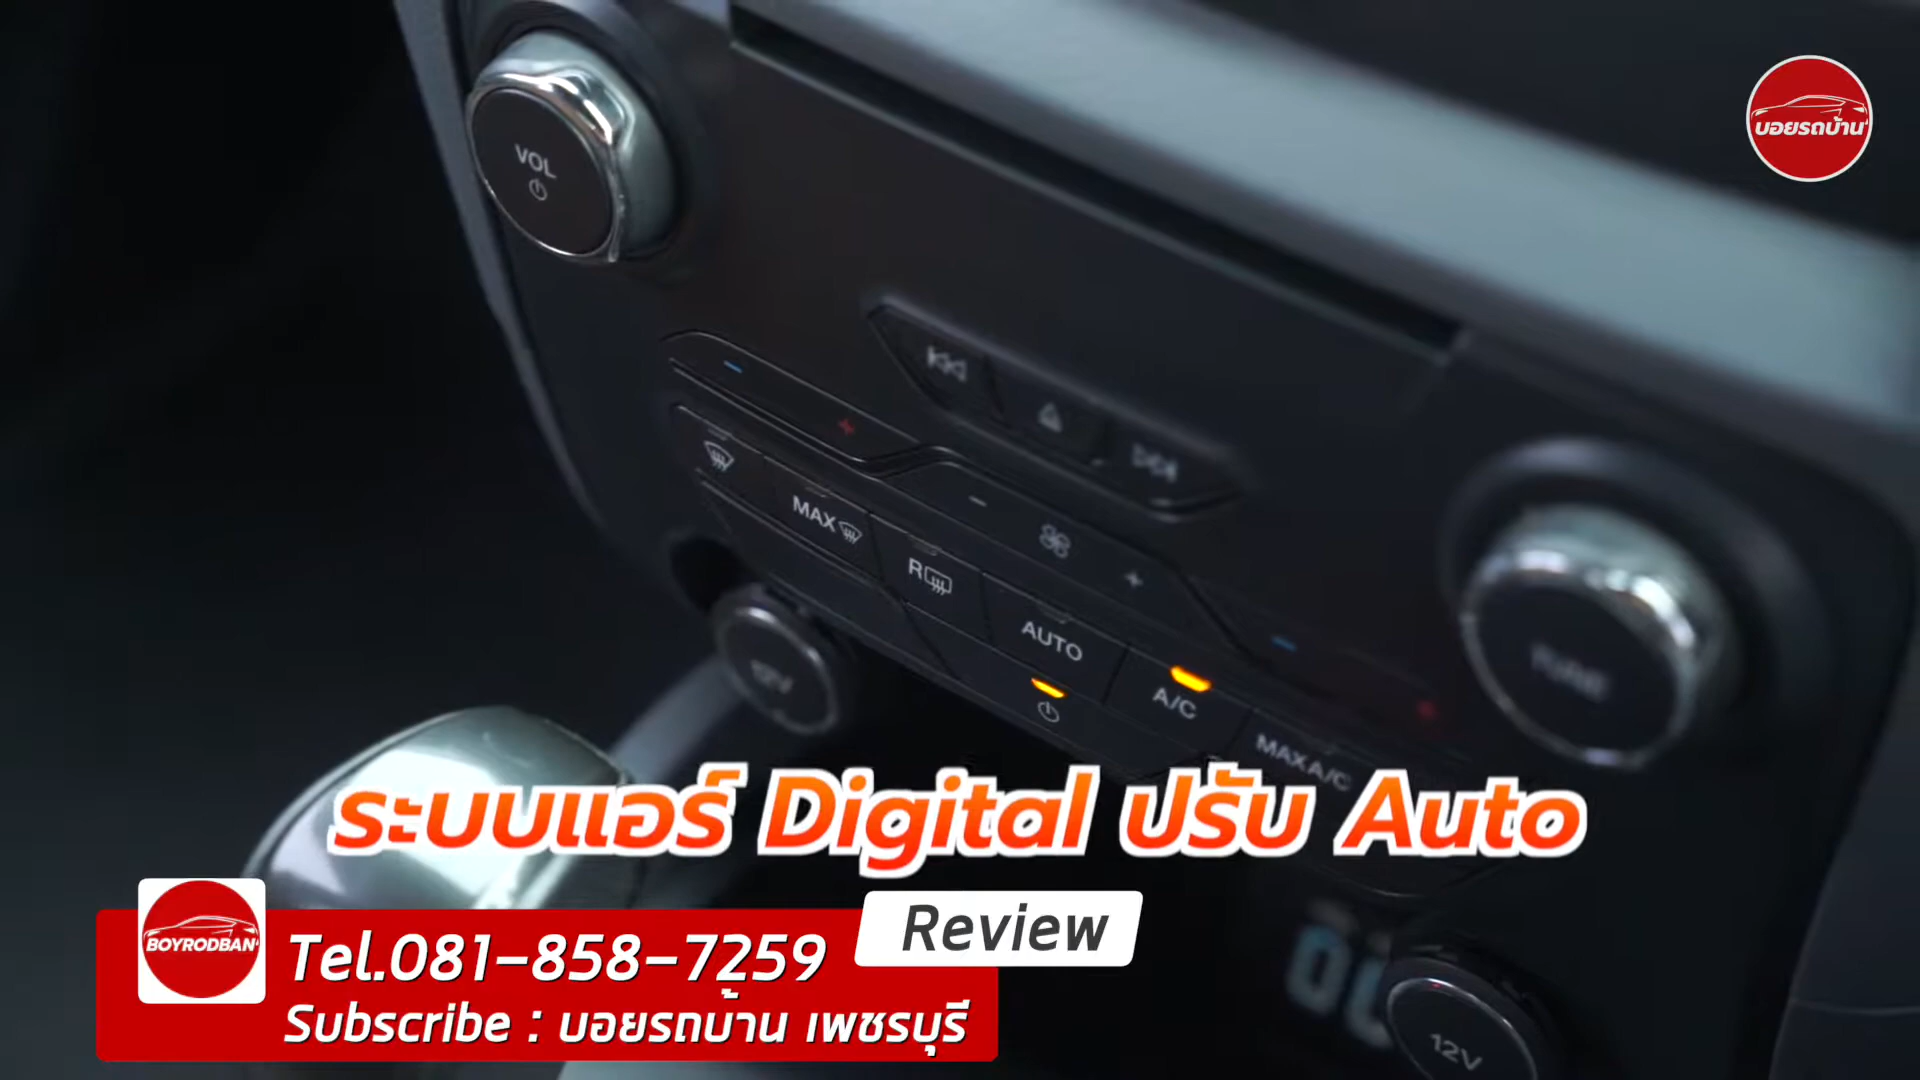 บอยรถบ้าน
VOL
MAX
R
AUTO
A/C
MAX A/C
TUNE
12V
ระบบแอร์ Digital ปรับ Auto
Review
BOYRODBAN
Tel.081-858-7259
Subscribe : บอยรถบ้าน เพชรบุรี
12V